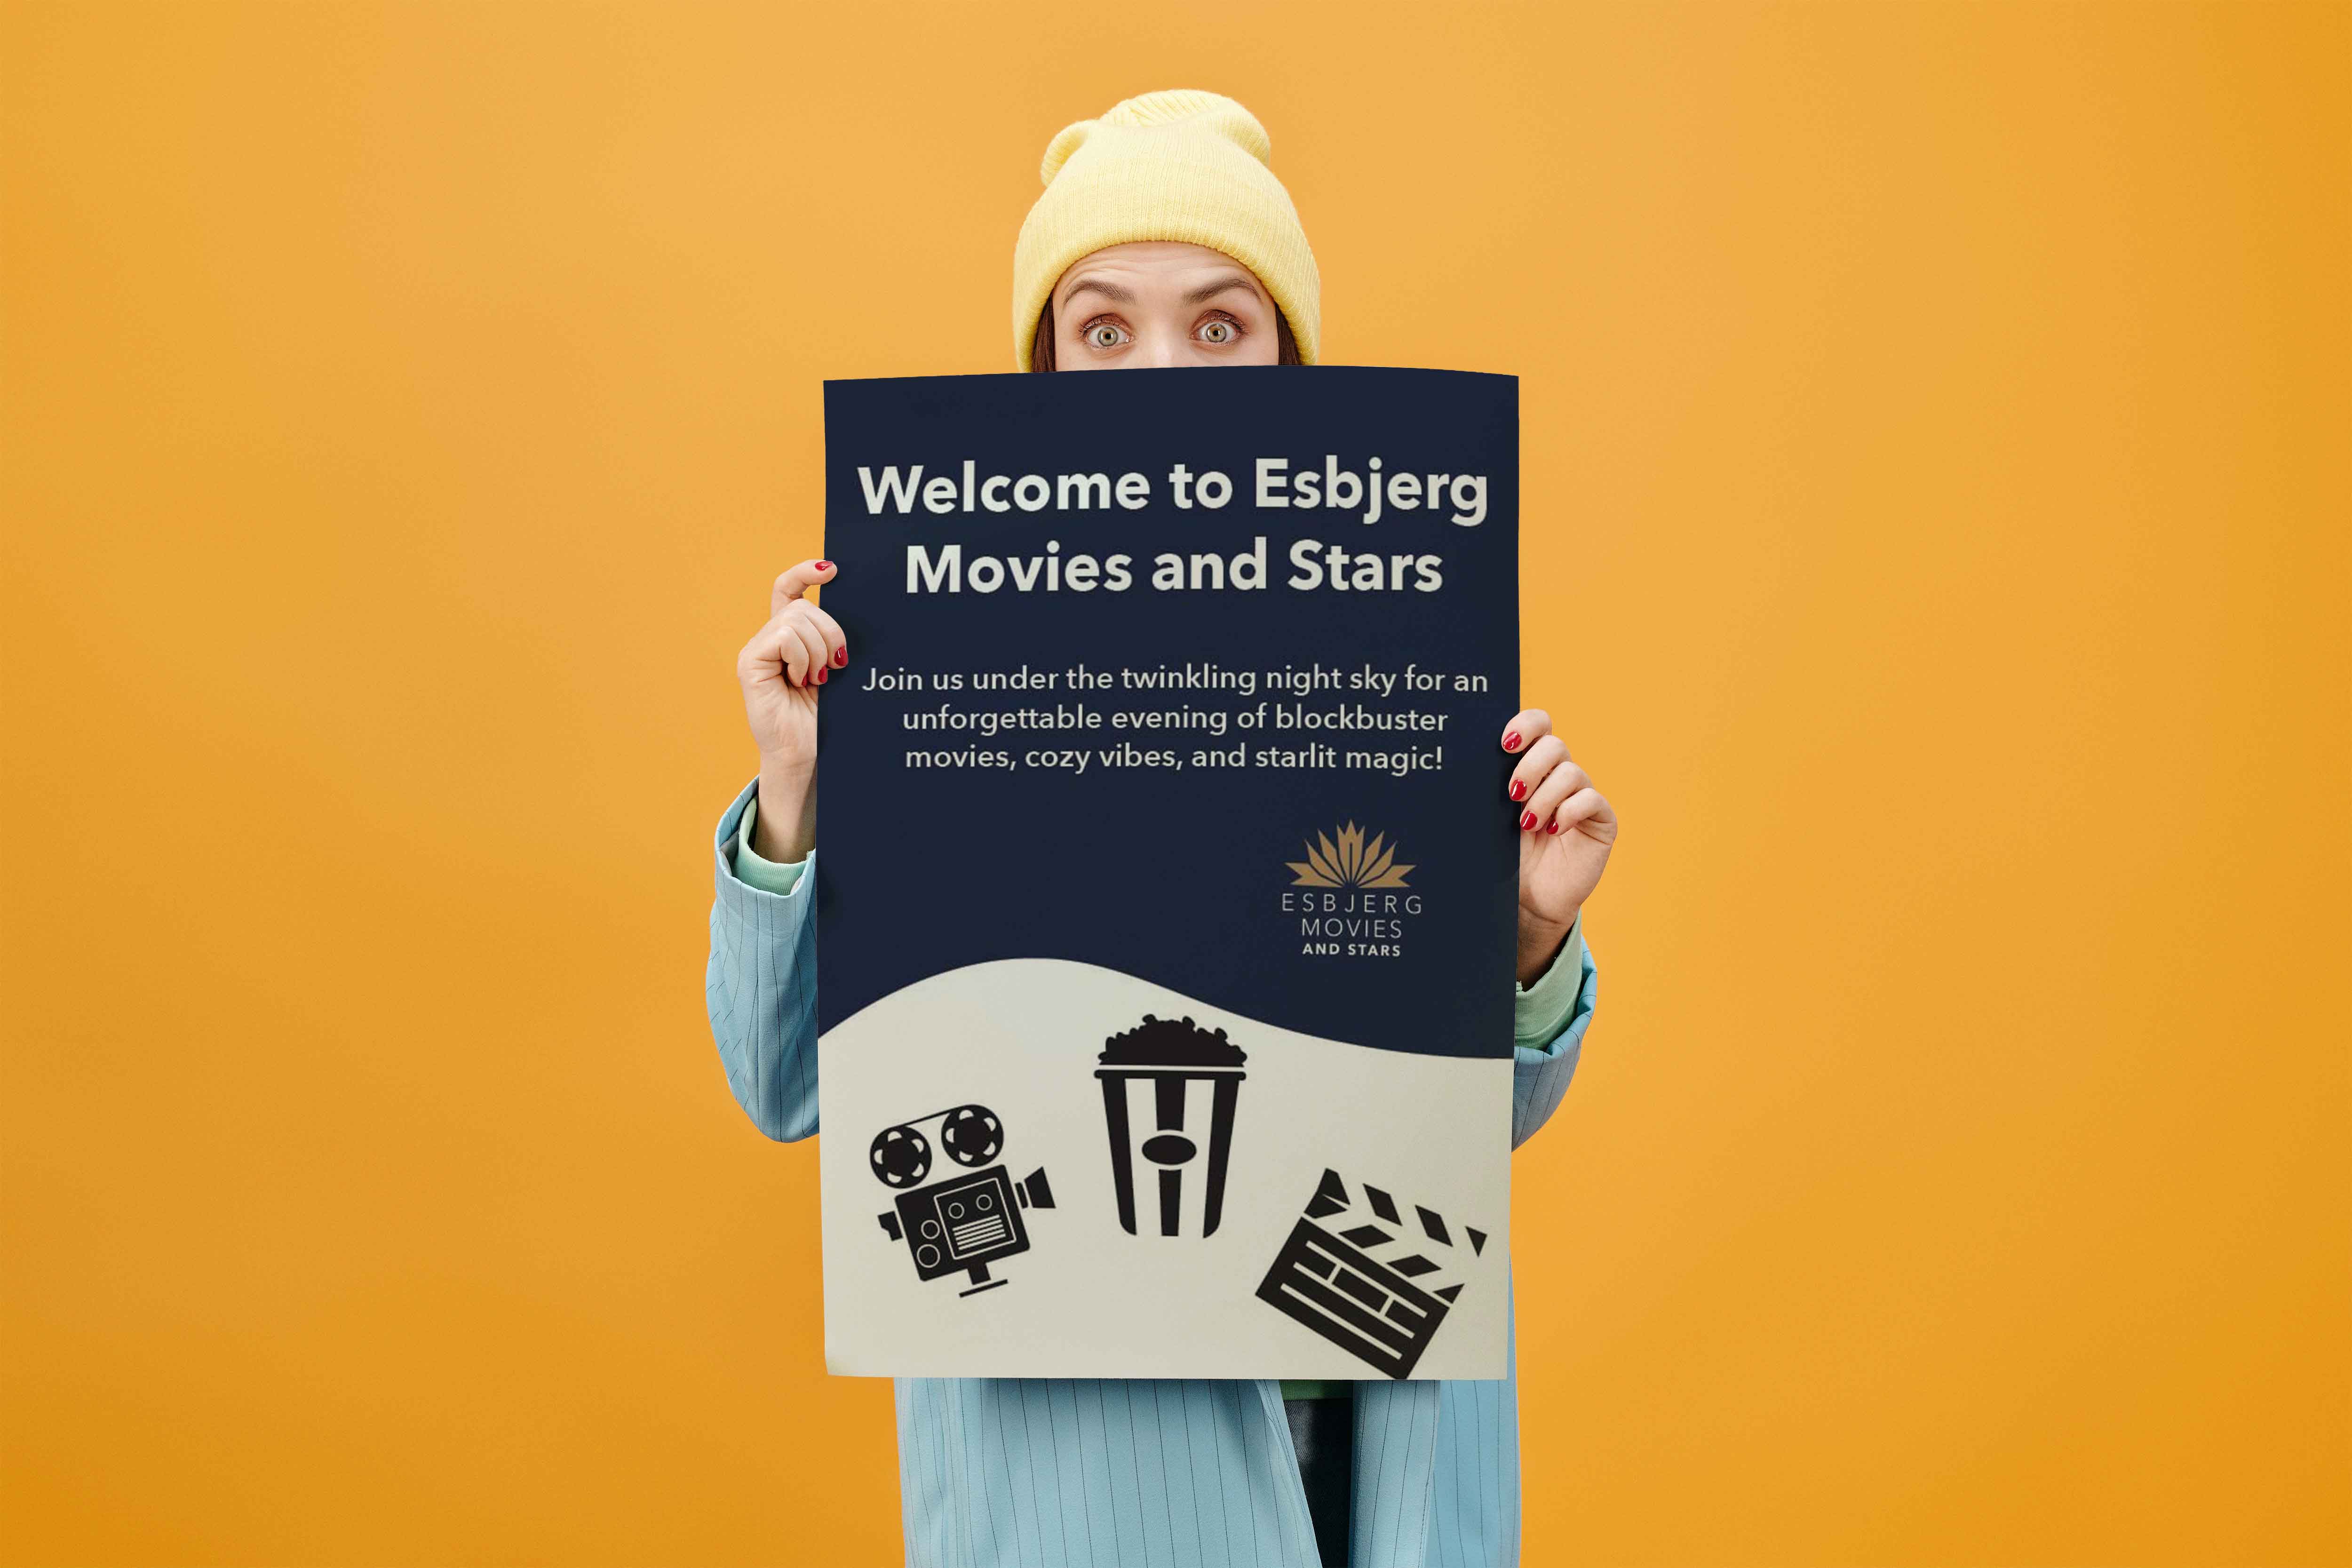 Welcome to Esbjerg
Movies and Stars
Join us under the twinkling night sky for an
unforgettable evening of blockbuster
movies, cozy vibes, and starlit magic!
ESBJERG
MOVIES
AND STARS